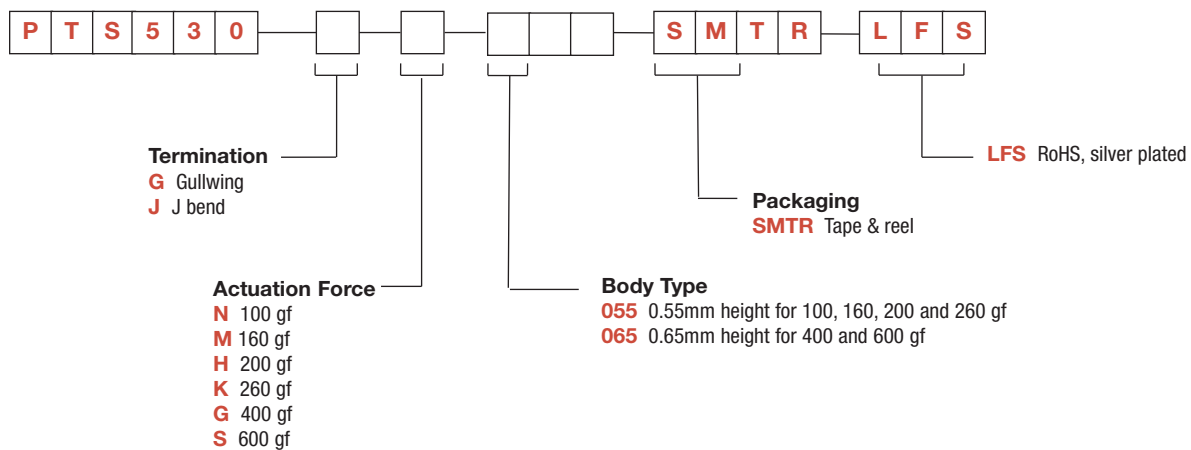 P T S 5 3 0 S M T R L F S
Termination
G Gullwing
J J bend
LFS RoHS, silver plated
Packaging
SMTR Tape & reel
Actuation Force
N 100 gf
M 160 gf
H 200 gf
K 260 gf
G 400 gf
S 600 gf
Body Type
055 0.55mm height for 100, 160, 200 and 260 gf
065 0.65mm height for 400 and 600 gf